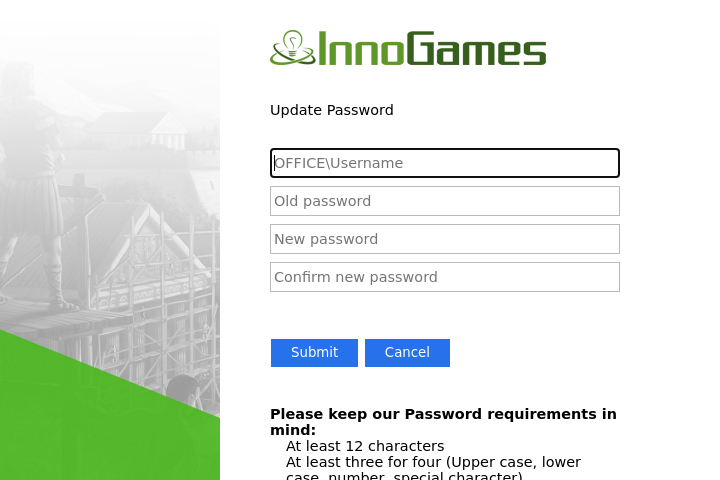 InnoGames
Update Password
OFFICE\Username
Old password
New password
Confirm new password
Submit
Cancel
Please keep our Password requirements in
mind:
At least 12 characters
At least three for four (Upper case, lower
case, number, special character)